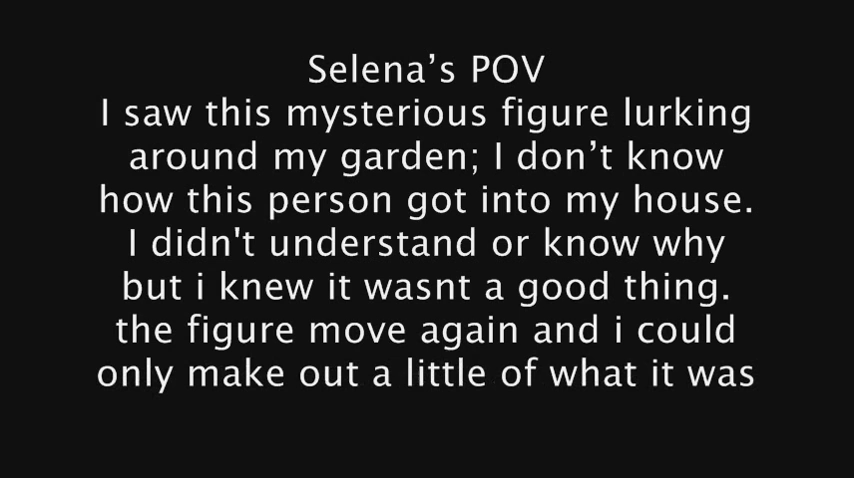 Selena’s POV
I saw this mysterious figure lurking
around my garden; I don’t know
how this person got into my house.
I didn't understand or know why
but i knew it wasnt a good thing.
the figure move again and i could
only make out a little of what it was